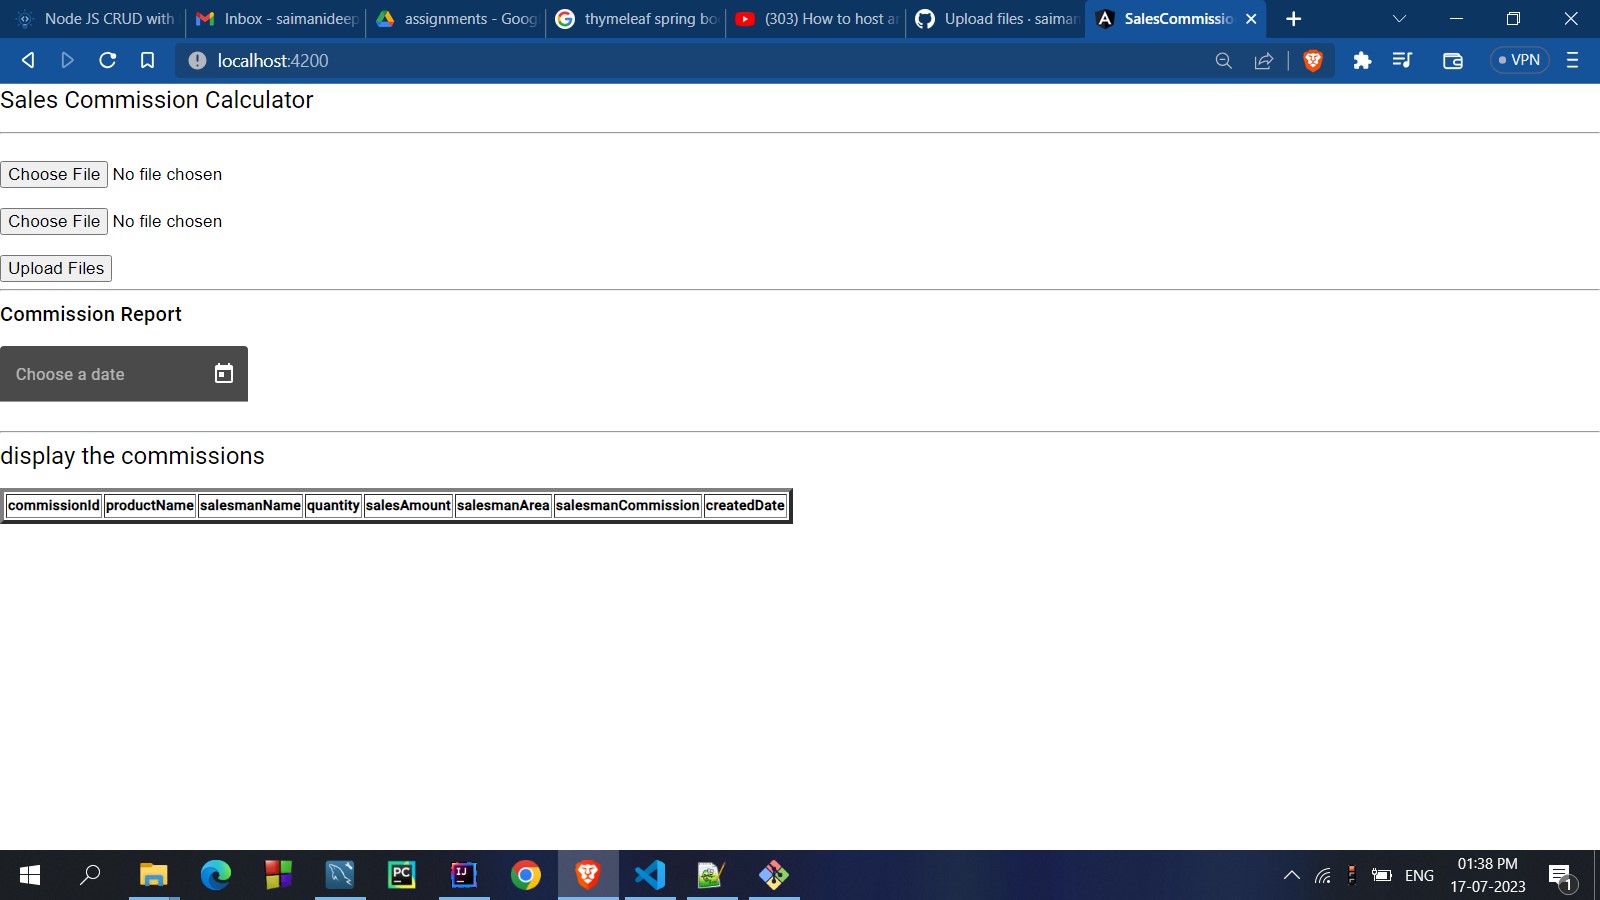 Node JS CRUD with
Inbox - saimanideep
assignments - Goog
thymeleaf spring bo
(303) How to host a
Upload files · saiman
SalesCommissio
localhost:4200
VPN
Sales Commission Calculator
Choose File No file chosen
Choose File No file chosen
Upload Files
Commission Report
Choose a date
display the commissions
commissionId productName salesmanName quantity salesAmount salesmanArea salesmanCommission createdDate
PC
IJ
ENG
01:38 PM
17-07-2023
1